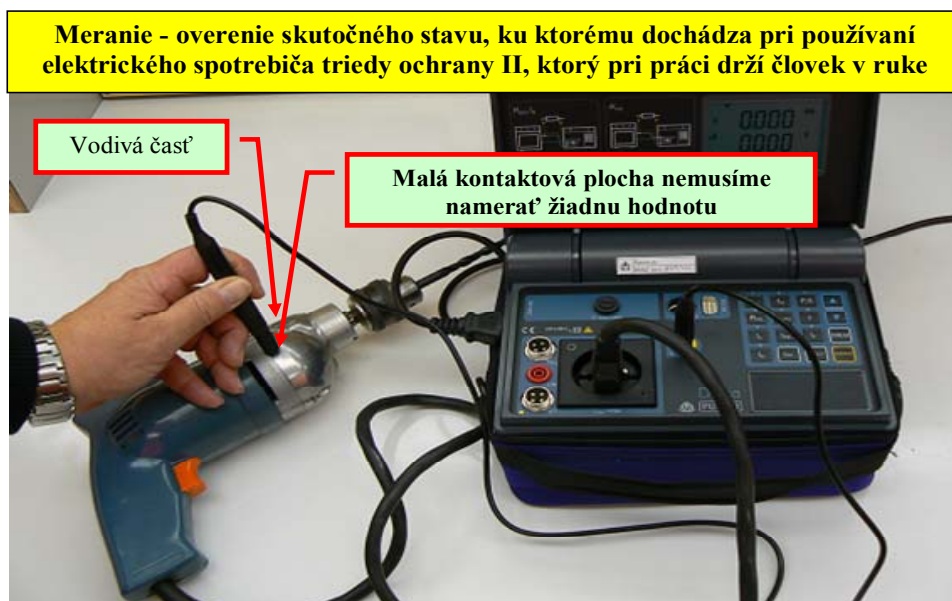 Meranie - overenie skutočného stavu, ku ktorému dochádza pri používaní
elektrického spotrebiča triedy ochrany II, ktorý pri práci drží človek v ruke
Vodivá časť
Malá kontaktová plocha nemusíme
namerať žiadnu hodnotu